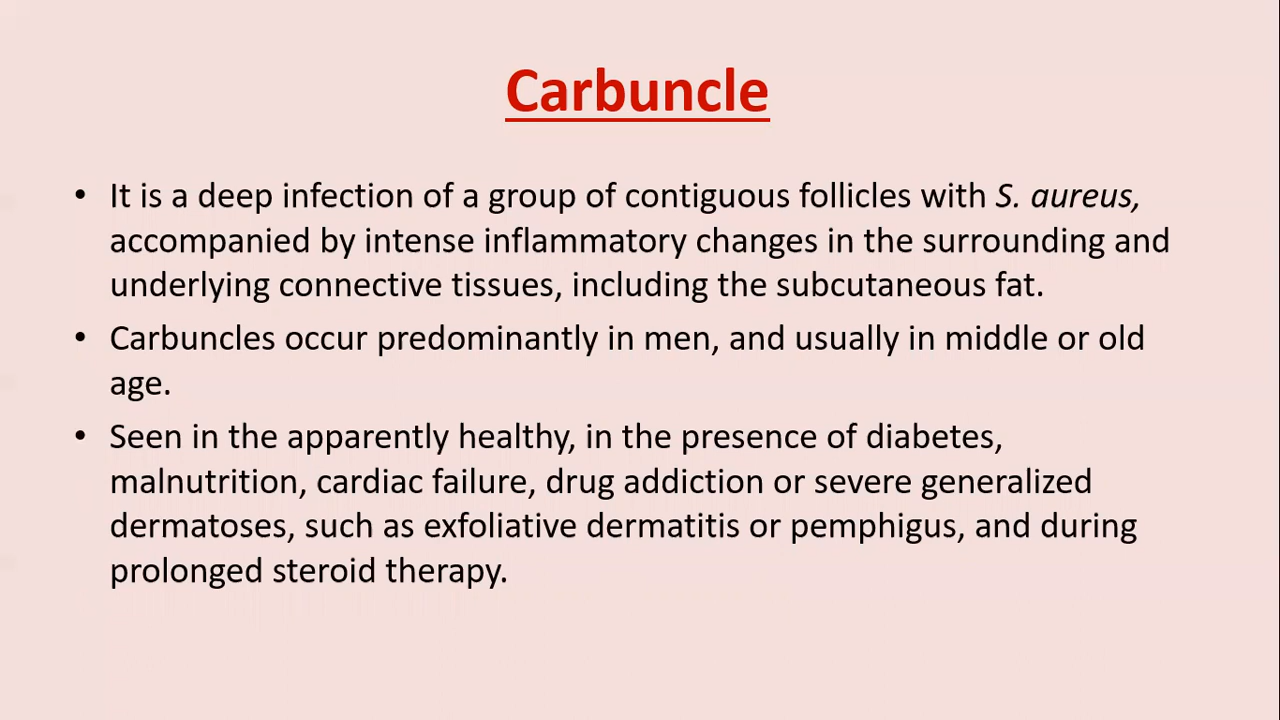 Carbuncle
• It is a deep infection of a group of contiguous follicles with S. aureus,
accompanied by intense inflammatory changes in the surrounding and
underlying connective tissues, including the subcutaneous fat.
• Carbuncles occur predominantly in men, and usually in middle or old
age.
• Seen in the apparently healthy, in the presence of diabetes,
malnutrition, cardiac failure, drug addiction or severe generalized
dermatoses, such as exfoliative dermatitis or pemphigus, and during
prolonged steroid therapy.